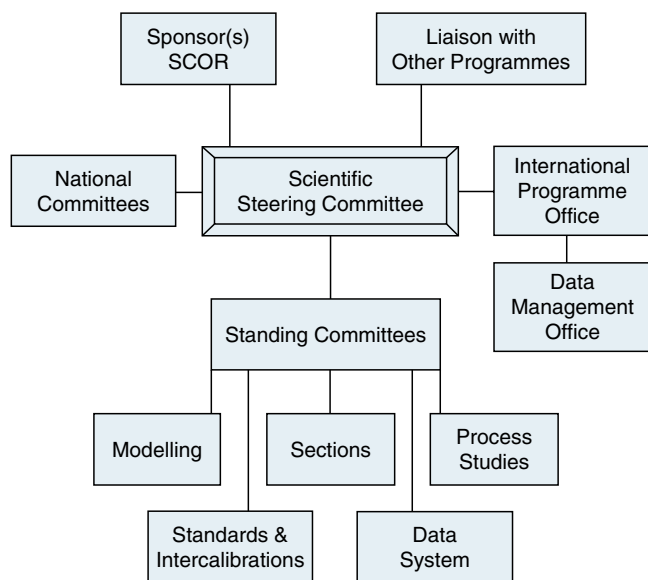 Sponsor(s)
SCOR
Liaison with
Other Programmes
National
Committees
Scientific
Steering Committee
International
Programme
Office
Data
Management
Office
Standing Committees
Modelling
Sections
Process
Studies
Standards &
Intercalibrations
Data
System